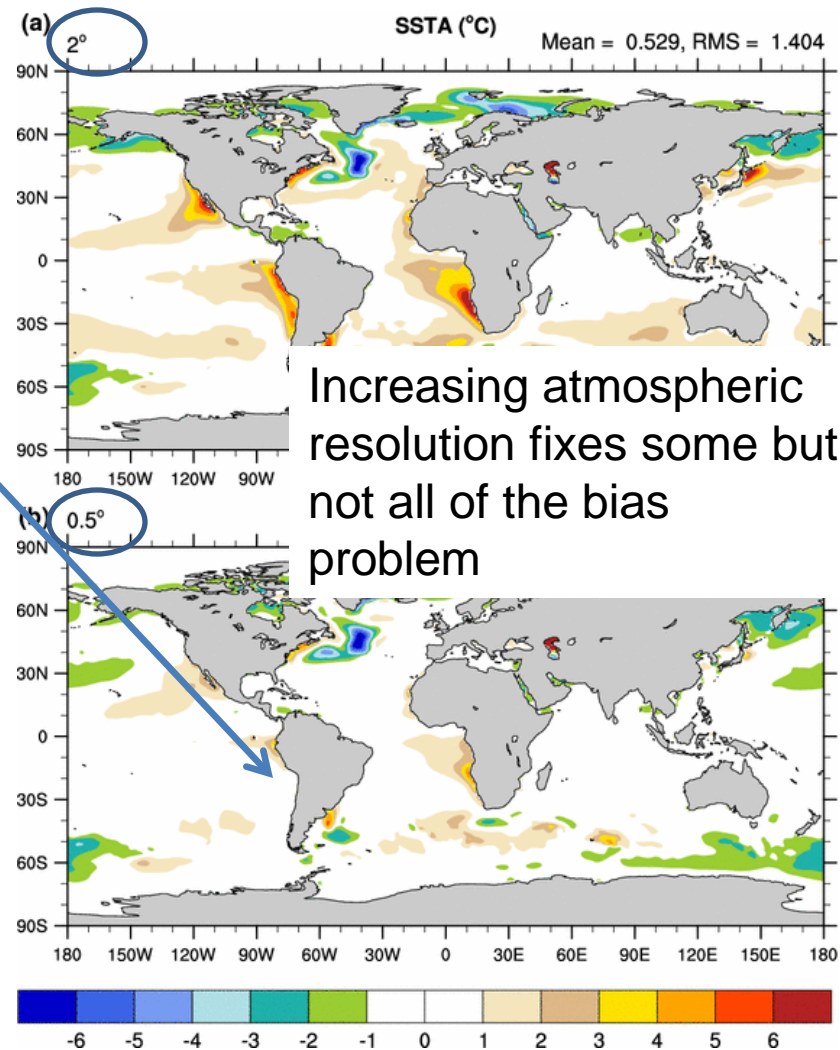 (a)
2°
SSTA (°C)
Mean = 0.529, RMS = 1.404
90N
60N
30N
0
30S
60S
90S
180 150W 120W 90W
Increasing atmospheric
resolution fixes some but
not all of the bias
problem
(b) 0.5°
90N
60N
30N
0
30S
60S
90S
180 150W 120W 90W 60W 30W 0 30E 60E 90E 120E 150E 180
-6 -5 -4 -3 -2 -1 0 1 2 3 4 5 6